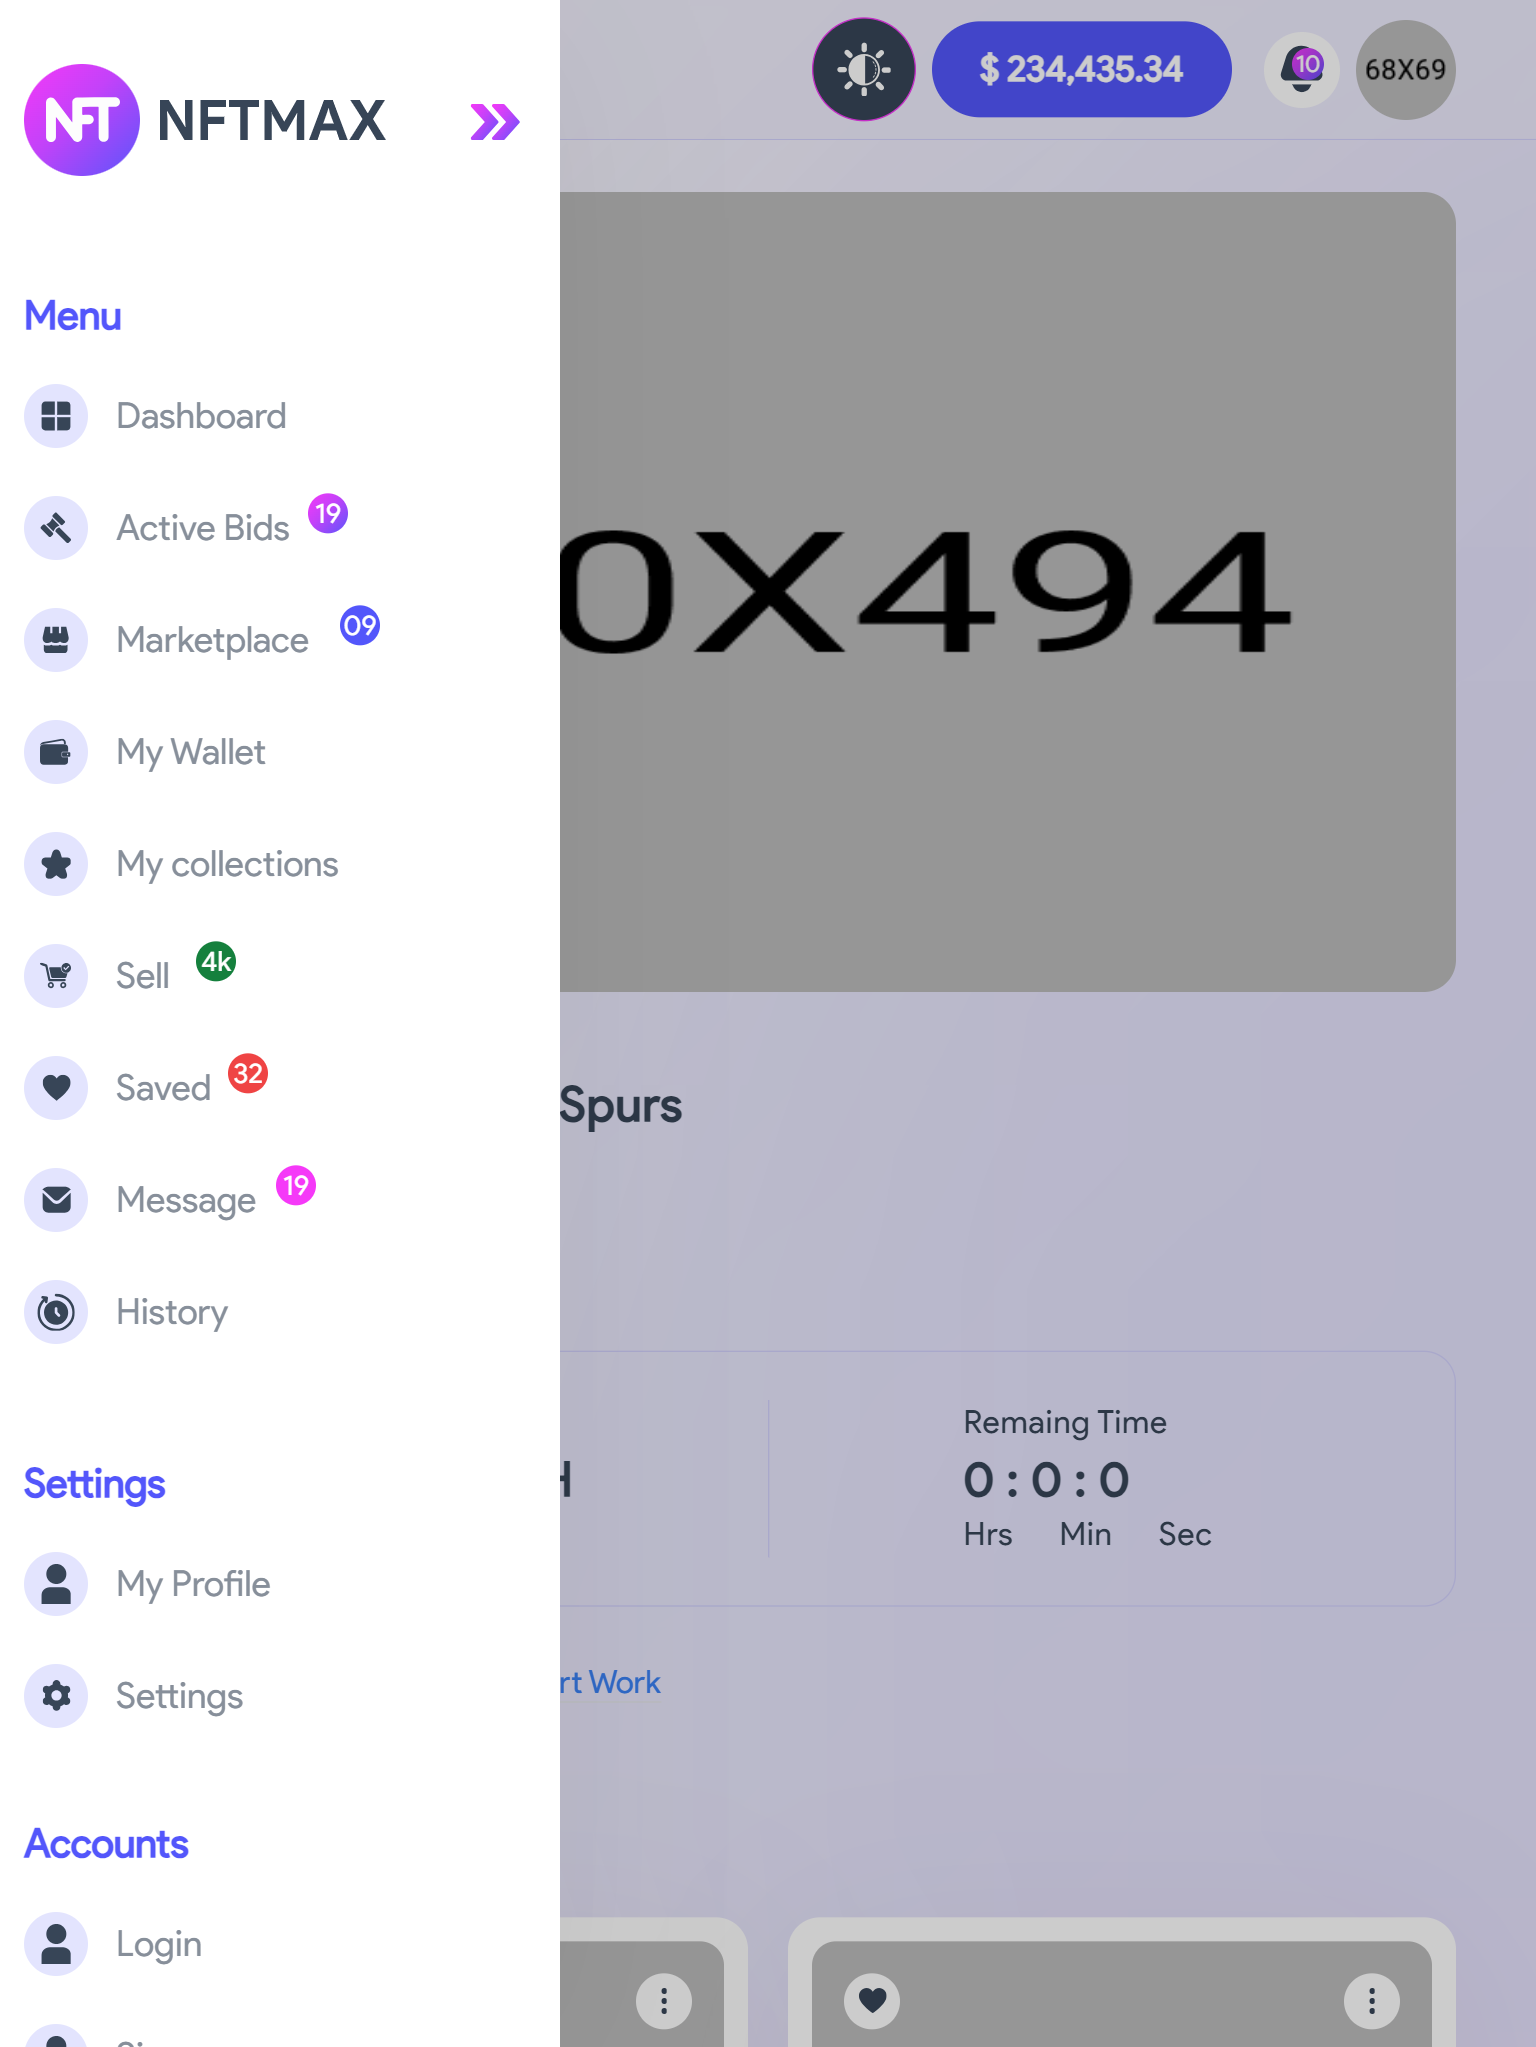 NFT NFTMAX
$ 234,435.34
10
68X69
Menu
Dashboard
Active Bids 19
Marketplace 09
My Wallet
My collections
Sell 4k
Saved 32
Message 19
History
Settings
My Profile
Settings
Accounts
Login
0X494
Spurs
Remaing Time
0 : 0 : 0
Hrs Min Sec
rt Work